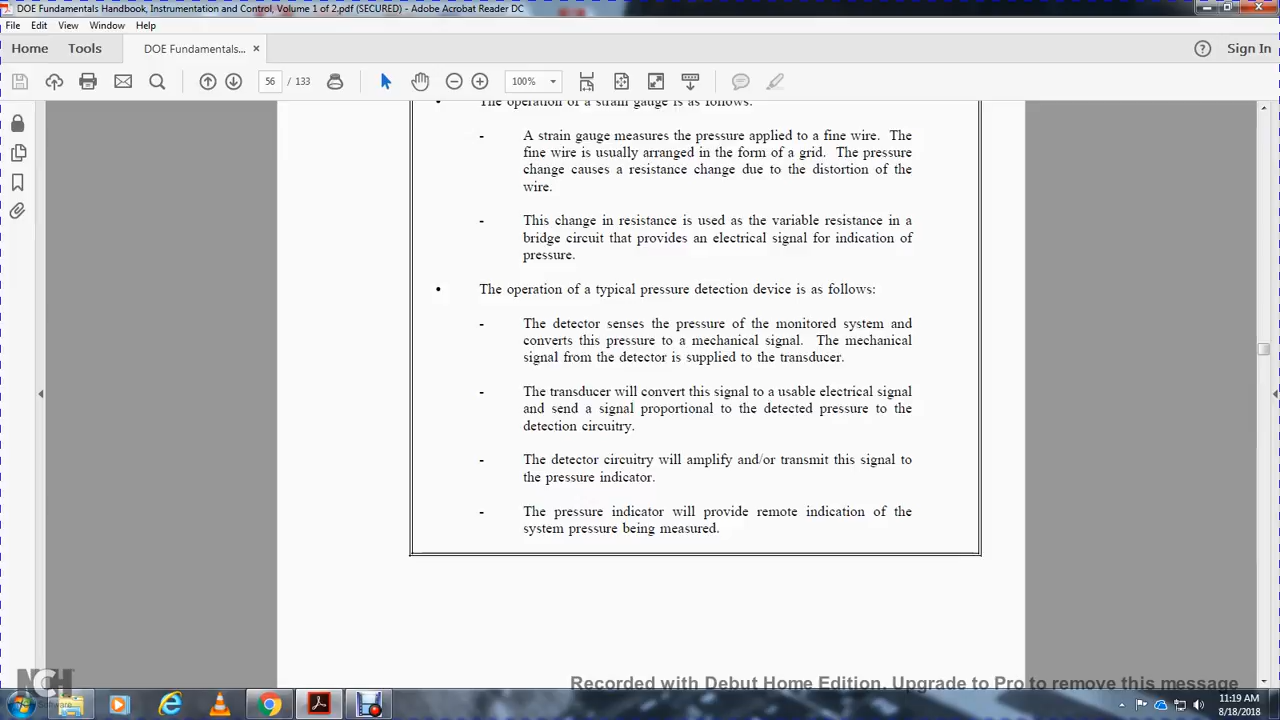 DOE Fundamentals Handbook, Instrumentation and Control, Volume 1 of 2.pdf (SECURED) - Adobe Acrobat Reader DC
File Edit View Window Help
Home Tools DOE Fundamentals... × Sign In
56 / 133 100%
• The operation of a strain gauge is as follows:
- A strain gauge measures the pressure applied to a fine wire. The
fine wire is usually arranged in the form of a grid. The pressure
change causes a resistance change due to the distortion of the
wire.
- This change in resistance is used as the variable resistance in a
bridge circuit that provides an electrical signal for indication of
pressure.
• The operation of a typical pressure detection device is as follows:
- The detector senses the pressure of the monitored system and
converts this pressure to a mechanical signal. The mechanical
signal from the detector is supplied to the transducer.
- The transducer will convert this signal to a usable electrical signal
and send a signal proportional to the detected pressure to the
detection circuitry.
- The detector circuitry will amplify and/or transmit this signal to
the pressure indicator.
- The pressure indicator will provide remote indication of the
system pressure being measured.
NCH
Software
Recorded with Debut Home Edition. Upgrade to Pro to remove this message
11:19 AM
8/18/2018